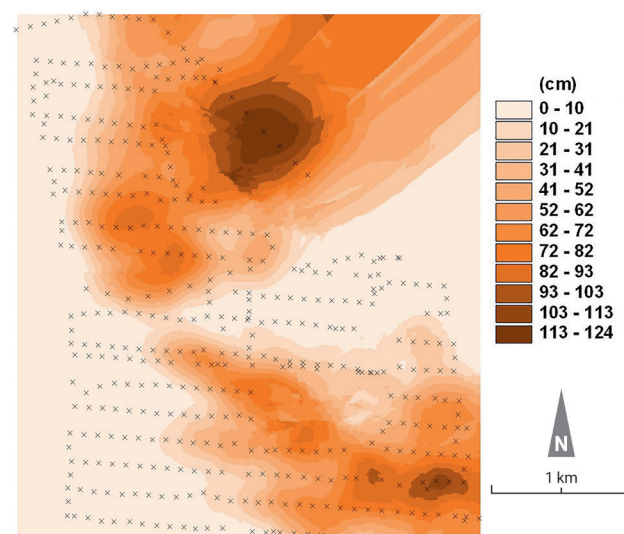 (cm)
0 - 10
10 - 21
21 - 31
31 - 41
41 - 52
52 - 62
62 - 72
72 - 82
82 - 93
93 - 103
103 - 113
113 - 124
N
1 km